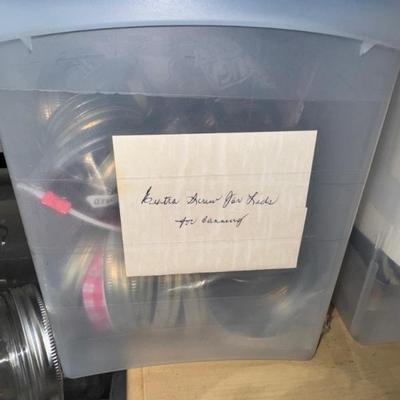 Extra Screw Jar Lids
for canning